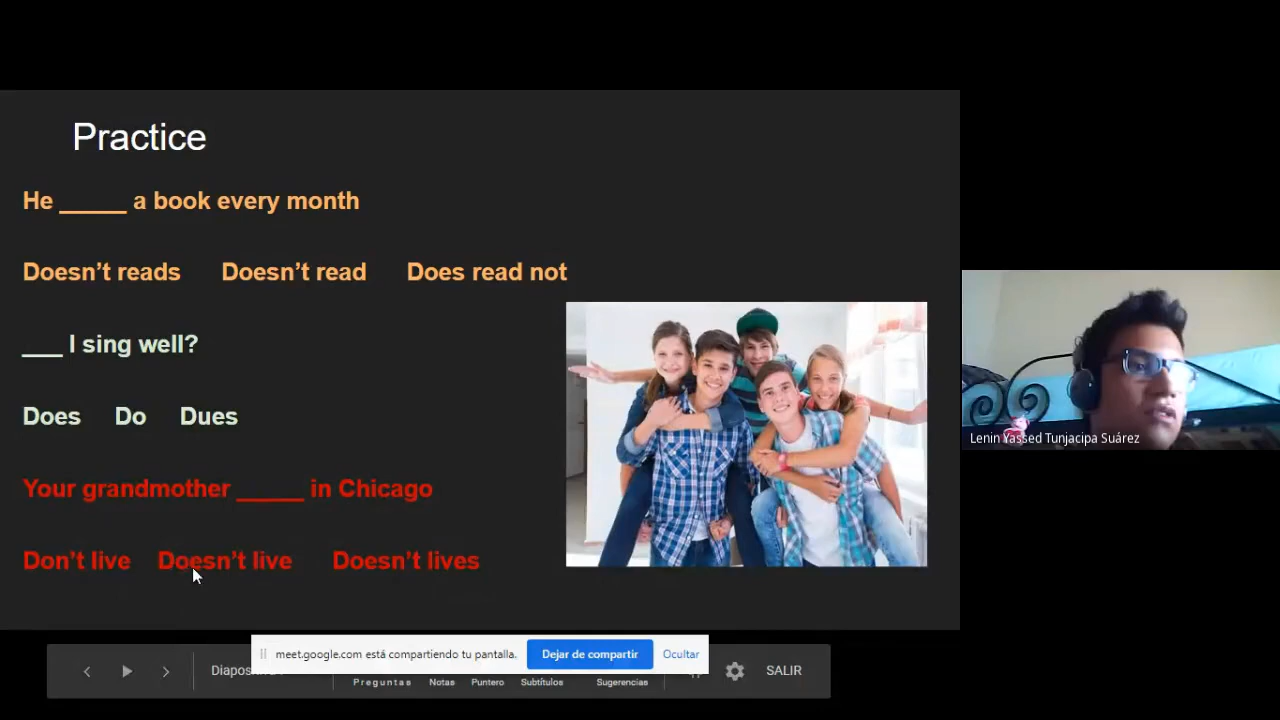 Practice
He _____ a book every month
Doesn't reads Doesn't read Does read not
___ I sing well?
Does Do Dues
Your grandmother _____ in Chicago
Don't live Doesn't live Doesn't lives
Lenin Yassed Tunjacipa Suárez
meet.google.com está compartiendo tu pantalla. Dejar de compartir Ocultar
SALIR
Preguntas Notas Puntero Subtítulos Sugerencias